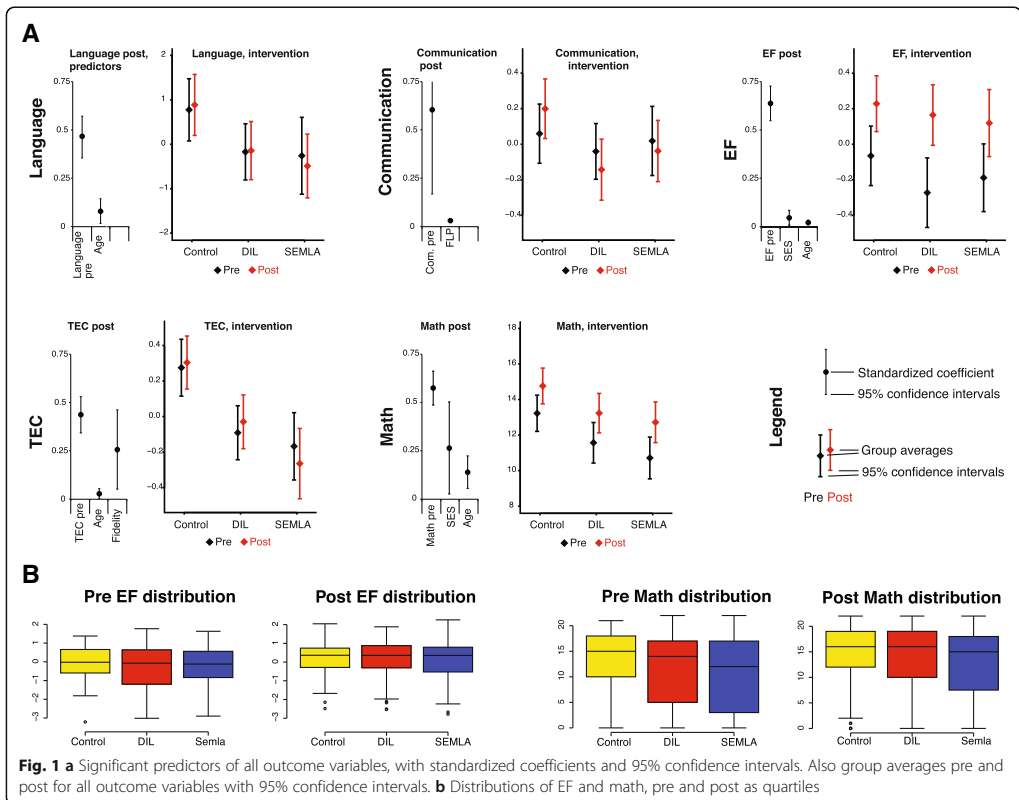 A
Language post,
predictors
Language, intervention
Communication
post
Communication,
intervention
EF post
EF, intervention
Language
0.75
0.5
0.25
0
Language
pre
Age
2
1
0
−1
−2
Control
DIL
SEMLA
Pre
Post
Communication
0.75
0.5
0.25
0
Com. pre
FLP
0.4
0.2
0.0
−0.2
−0.4
Control
DIL
SEMLA
Pre
Post
EF
0.75
0.5
0.25
0
EF pre
SES
Age
0.4
0.2
0.0
−0.2
−0.4
Control
DIL
SEMLA
Pre
Post
TEC post
TEC, intervention
Math post
Math, intervention
TEC
0.75
0.5
0.25
0
TEC pre
Age
Fidelity
0.4
0.2
0.0
−0.2
−0.4
Control
DIL
SEMLA
Pre
Post
Math
0.75
0.5
0.25
0
Math pre
SES
Age
18
16
14
12
10
8
Control
DIL
SEMLA
Pre
Post
Legend
Standardized coefficient
95% confidence intervals
Group averages
95% confidence intervals
Pre Post
B
Pre EF distribution
2
1
0
−1
−2
−3
Control
DIL
Semla
Post EF distribution
2
1
0
−1
−2
−3
Control
DIL
SEMLA
Pre Math distribution
20
15
10
5
0
Control
DIL
SEMLA
Post Math distribution
20
15
10
5
0
Control
DIL
Semla
Fig. 1 a Significant predictors of all outcome variables, with standardized coefficients and 95% confidence intervals. Also group averages pre and
post for all outcome variables with 95% confidence intervals. b Distributions of EF and math, pre and post as quartiles